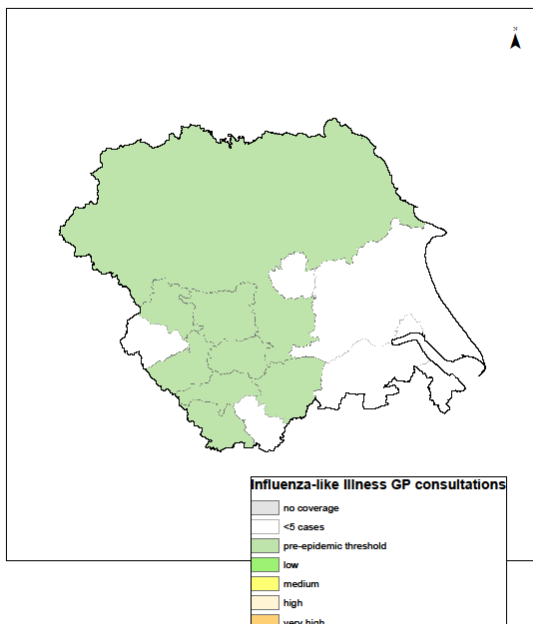 N
Influenza-like Illness GP consultations
no coverage
<5 cases
pre-epidemic threshold
low
medium
high
very high